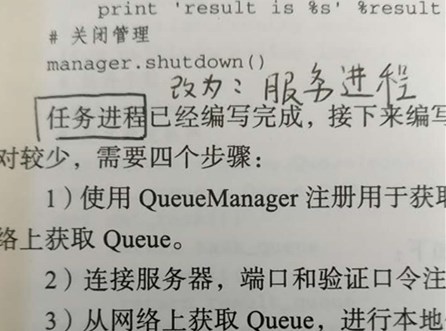 print 'result is %s' %result
# 关闭管理
manager.shutdown()
改为：服务进程
任务进程已经编写完成，接下来编写
对较少，需要四个步骤：
1）使用 QueueManager 注册用于获取
络上获取 Queue。
2）连接服务器，端口和验证口令注
3）从网络上获取 Queue，进行本地